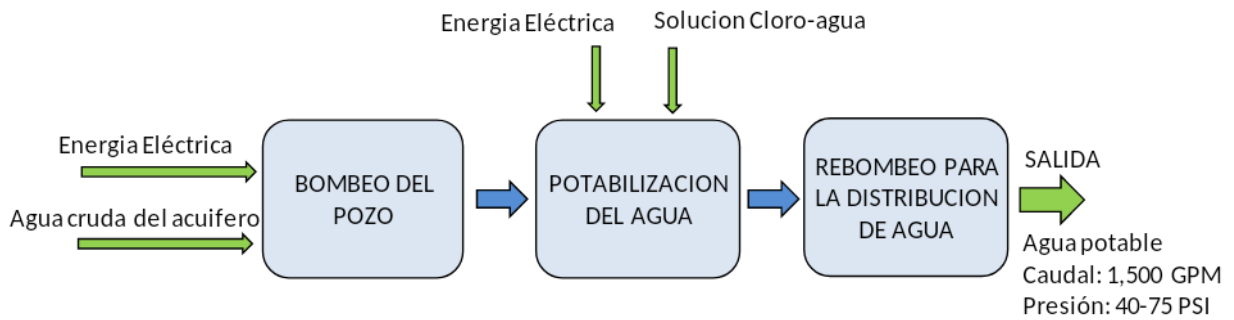 Energia Eléctrica
Solucion Cloro-agua
Energia Eléctrica
Agua cruda del acuifero
BOMBEO DEL
POZO
POTABILIZACION
DEL AGUA
REBOMBEO PARA
LA DISTRIBUCION
DE AGUA
SALIDA
Agua potable
Caudal: 1,500 GPM
Presión: 40-75 PSI